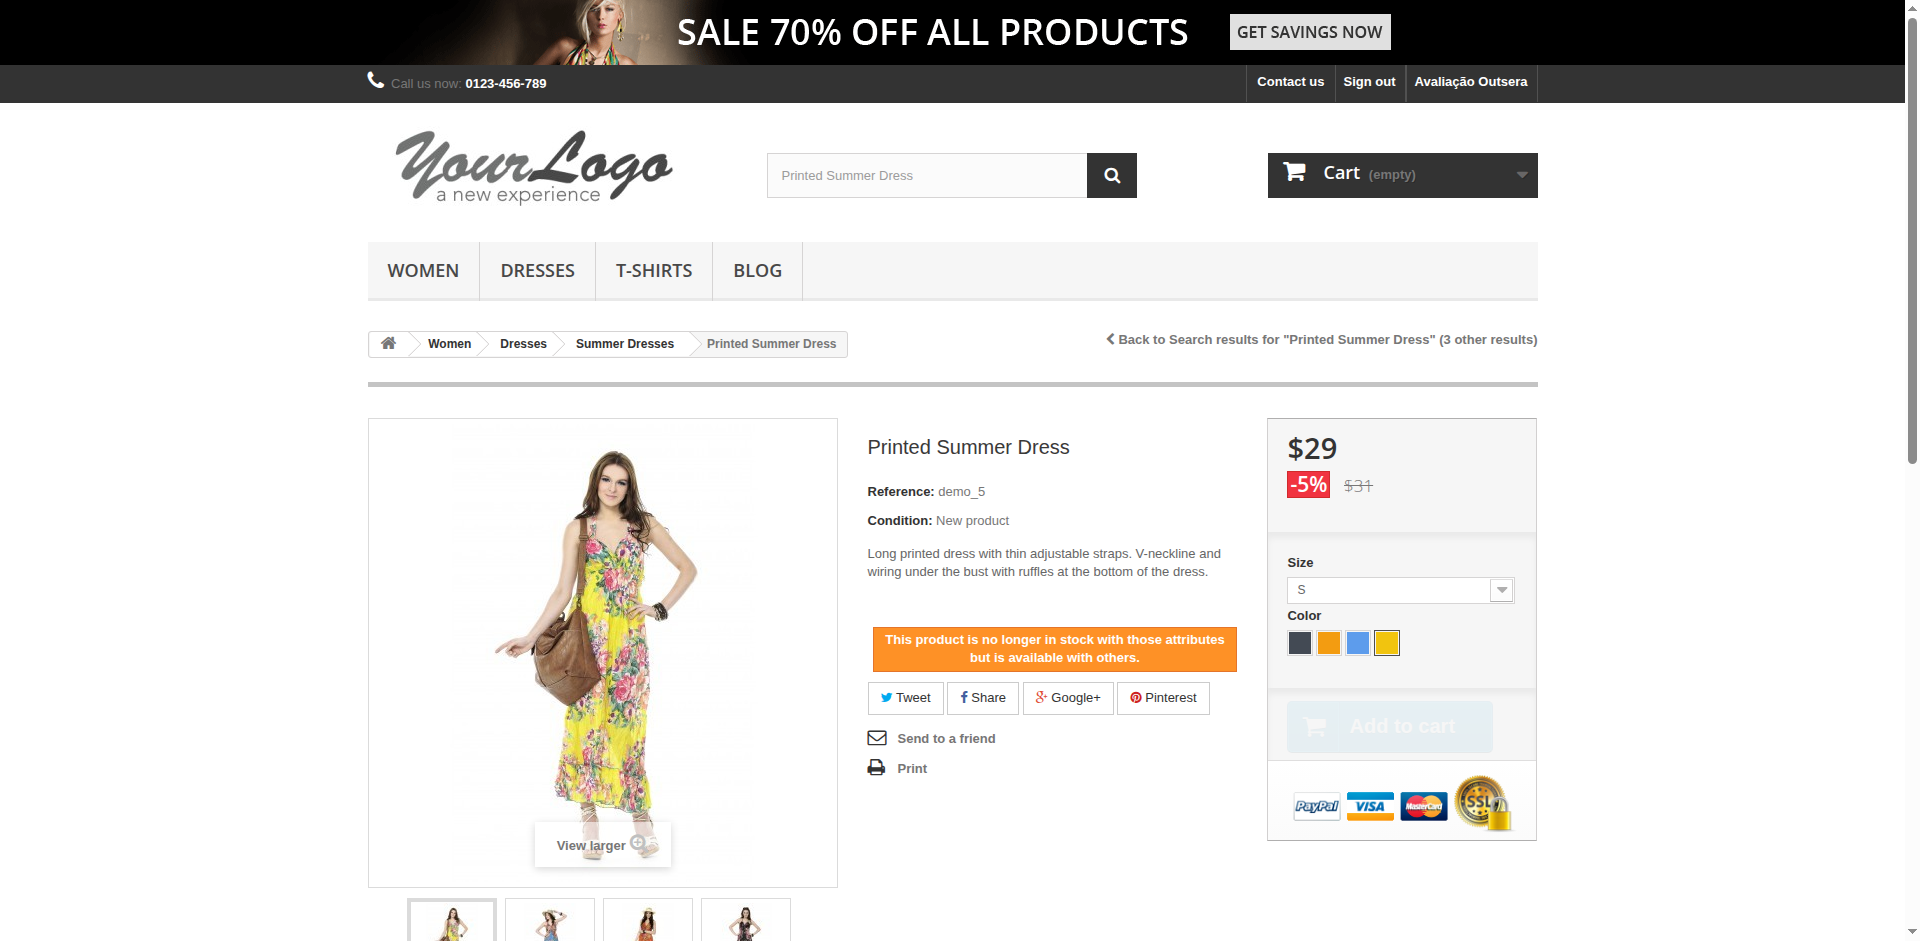 SALE 70% OFF ALL PRODUCTS
GET SAVINGS NOW
Call us now: 0123-456-789
Contact us
Sign out
Avaliação Outsera
YourLogo
a new experience
Printed Summer Dress
Cart (empty)
WOMEN
DRESSES
T-SHIRTS
BLOG
Women
Dresses
Summer Dresses
Printed Summer Dress
Back to Search results for "Printed Summer Dress" (3 other results)
View larger
Printed Summer Dress
Reference: demo_5
Condition: New product
Long printed dress with thin adjustable straps. V-neckline and
wiring under the bust with ruffles at the bottom of the dress.
This product is no longer in stock with those attributes
but is available with others.
Tweet
Share
Google+
Pinterest
Send to a friend
Print
$29
-5% $31
Size
S
Color
Add to cart
PayPal
VISA
MasterCard
SSL